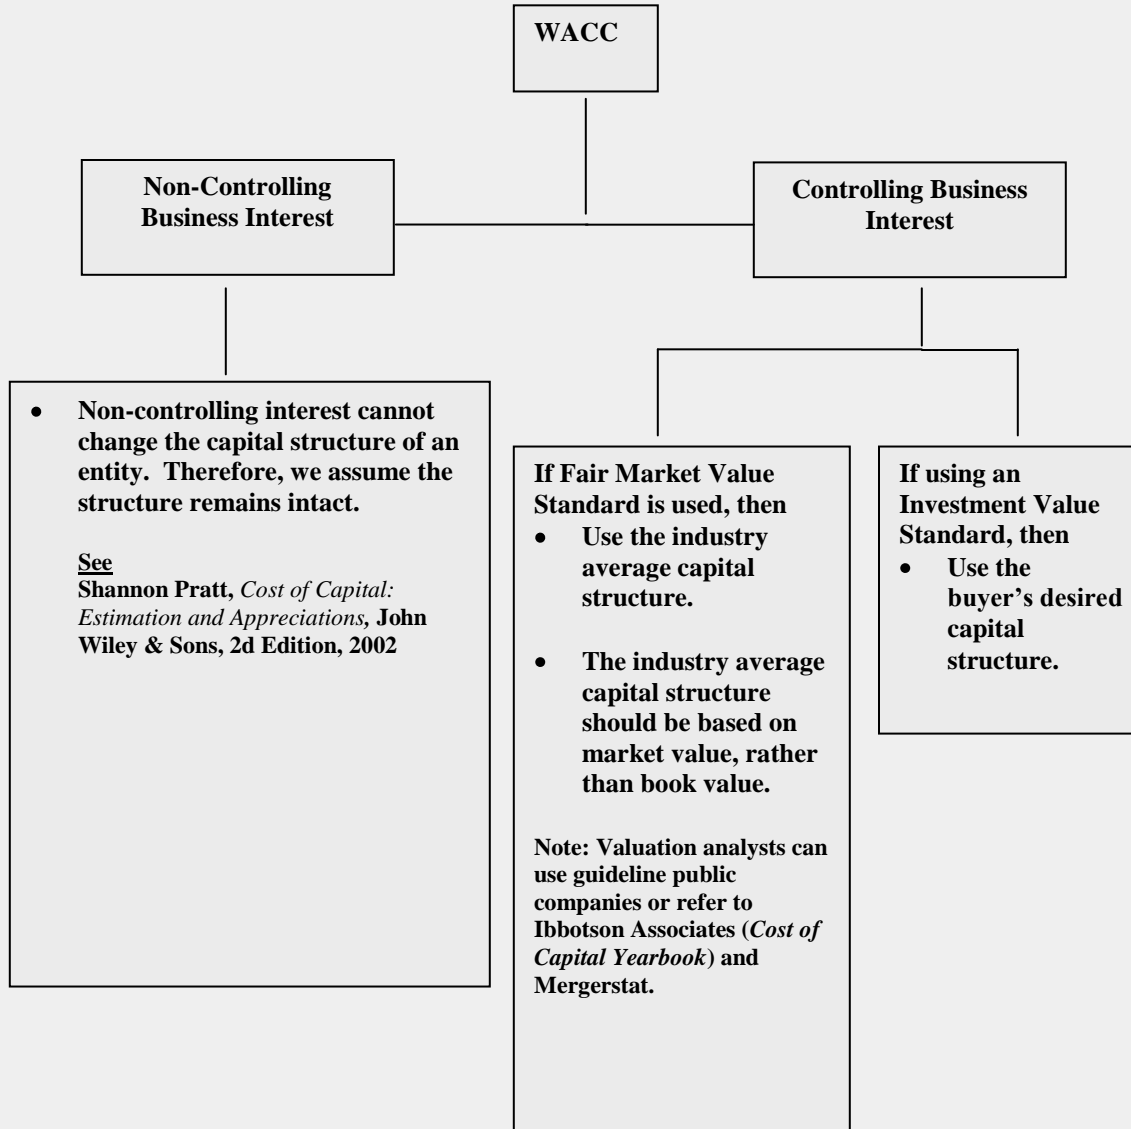 WACC
Non-Controlling
Business Interest
Controlling Business
Interest
• Non-controlling interest cannot
change the capital structure of an
entity. Therefore, we assume the
structure remains intact.
See
Shannon Pratt, Cost of Capital:
Estimation and Appreciations, John
Wiley & Sons, 2d Edition, 2002
If Fair Market Value
Standard is used, then
• Use the industry
average capital
structure.
• The industry average
capital structure
should be based on
market value, rather
than book value.
Note: Valuation analysts can
use guideline public
companies or refer to
Ibbotson Associates (Cost of
Capital Yearbook) and
Mergerstat.
If using an
Investment Value
Standard, then
• Use the
buyer's desired
capital
structure.